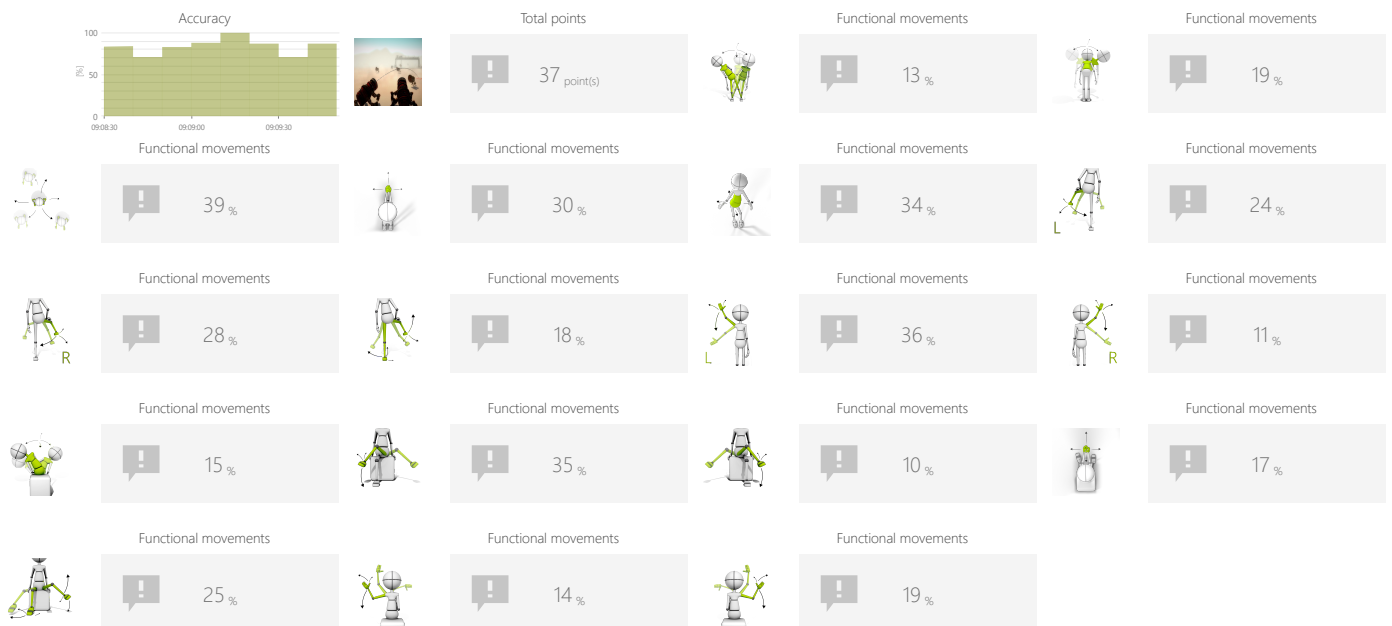 Accuracy
Total points
Functional movements
Functional movements
100
[%]
50
0
09:08:30
09:09:00
09:09:30
37 point(s)
13 %
19 %
Functional movements
Functional movements
Functional movements
Functional movements
39 %
30 %
34 %
24 %
L
Functional movements
Functional movements
Functional movements
Functional movements
28 %
18 %
36 %
11 %
R
L
R
Functional movements
Functional movements
Functional movements
Functional movements
15 %
35 %
10 %
17 %
Functional movements
Functional movements
Functional movements
25 %
14 %
19 %